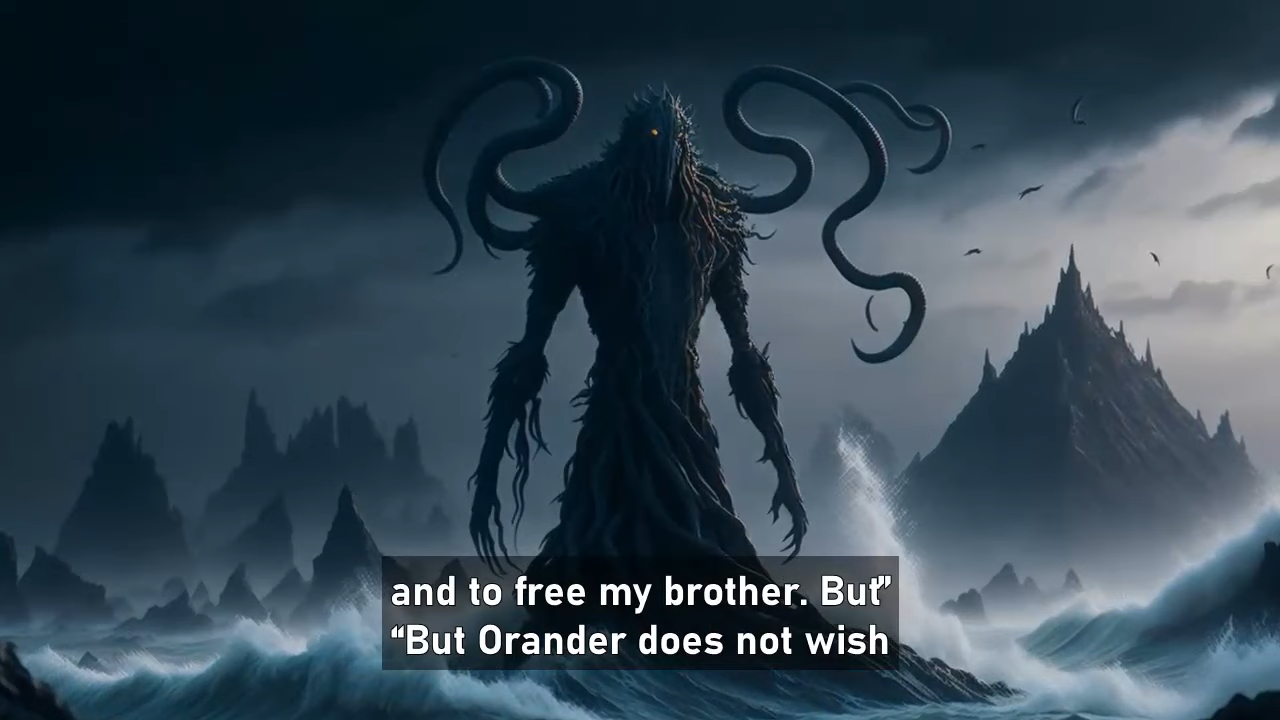 and to free my brother. But”
“But Orander does not wish